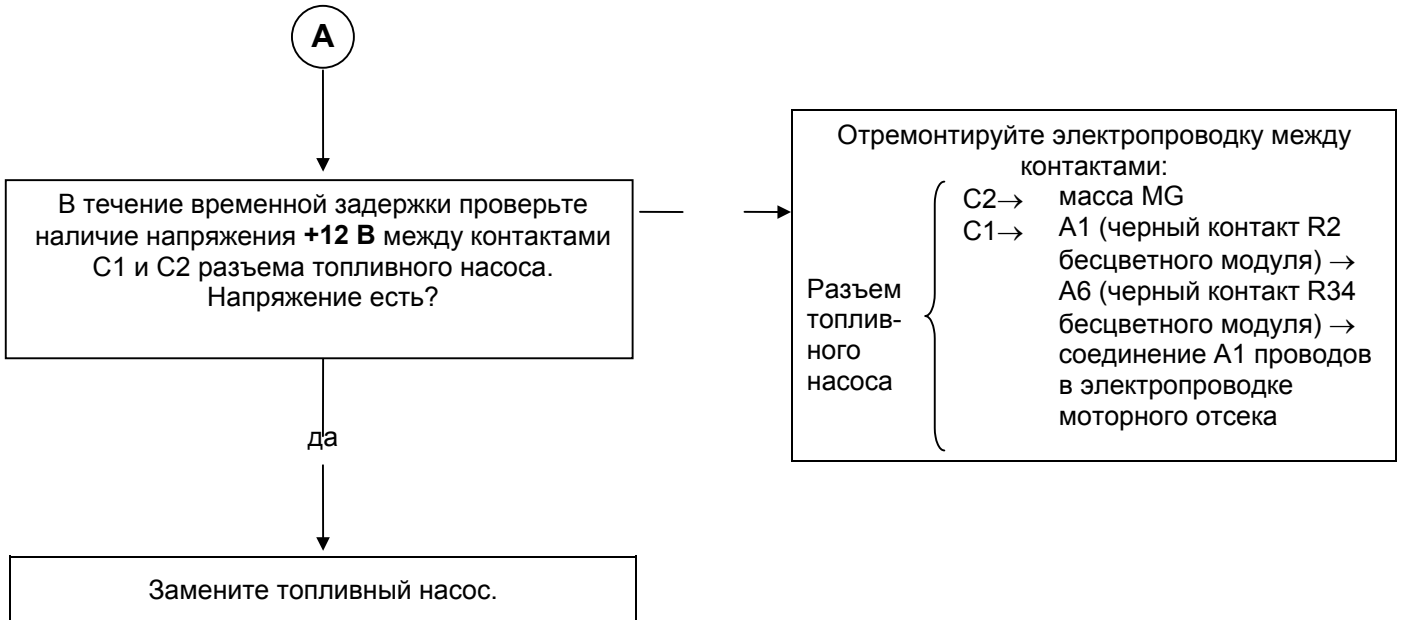 А
В течение временной задержки проверьте
наличие напряжения +12 В между контактами
С1 и С2 разъема топливного насоса.
Напряжение есть?
да
Замените топливный насос.
Отремонтируйте электропроводку между
контактами:
Разъем
топлив-
ного
насоса
С2→ масса MG
С1→ А1 (черный контакт R2
бесцветного модуля) →
А6 (черный контакт R34
бесцветного модуля) →
соединение А1 проводов
в электропроводке
моторного отсека